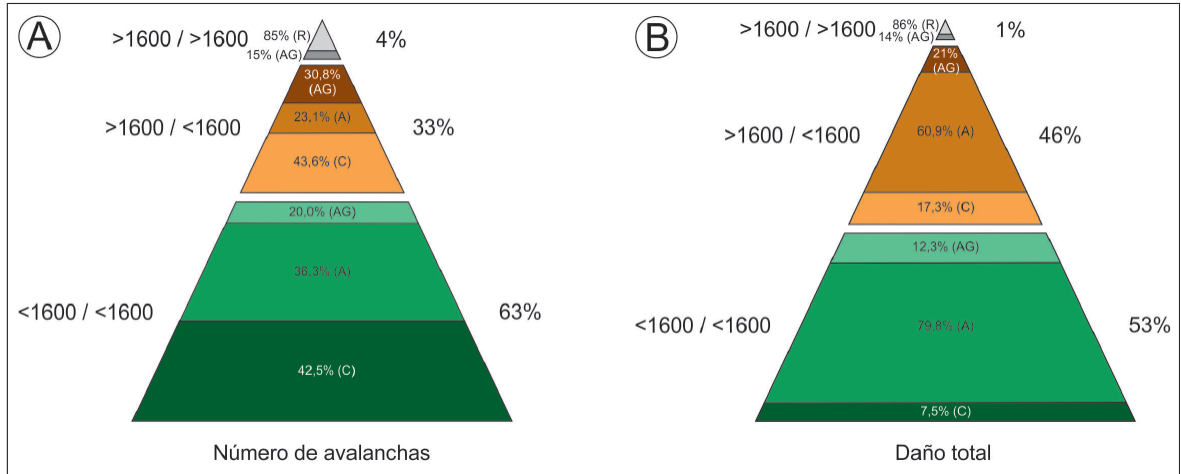 A
>1600 / >1600
85% (R)
15% (AG)
4%
30,8%
(AG)
23,1% (A)
43,6% (C)
>1600 / <1600
33%
20,0% (AG)
36,3% (A)
42,5% (C)
<1600 / <1600
63%
Número de avalanchas
B
>1600 / >1600
86% (R)
14% (AG)
1%
21%
(AG)
60,9% (A)
17,3% (C)
>1600 / <1600
46%
12,3% (AG)
79,8% (A)
7,5% (C)
<1600 / <1600
53%
Daño total